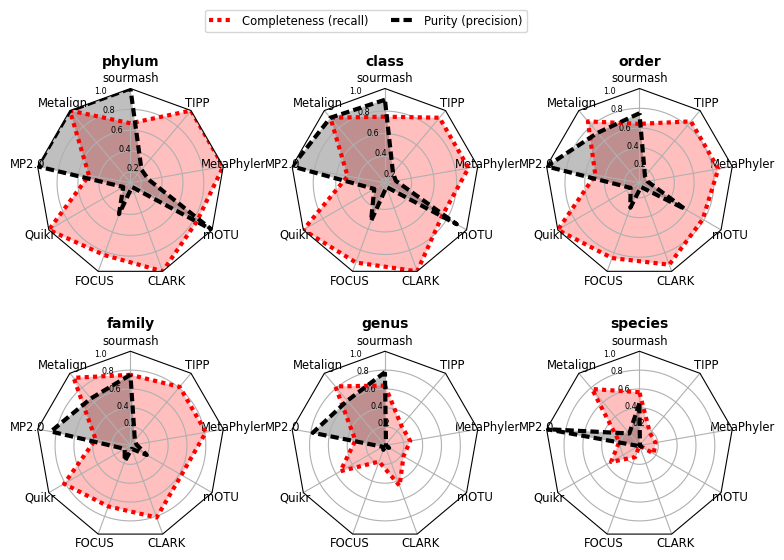 Completeness (recall) Purity (precision)
phylum class order
sourmash sourmash sourmash
1.0 1.0 1.0
Metalign TIPP Metalign TIPP Metalign TIPP
0.8 0.8 0.8
0.6 0.6 0.6
0.4 0.4 0.4
MP2.0 0.2 MetaPhyler MP2.0 MetaPhyler MP2.0 MetaPhyler
Quikr mOTU Quikr mOTU Quikr mOTU
FOCUS CLARK FOCUS CLARK FOCUS CLARK
family genus species
sourmash sourmash sourmash
1.0 1.0 1.0
Metalign TIPP Metalign TIPP Metalign TIPP
0.8 0.8 0.8
0.6 0.6 0.6
0.4 0.4 0.4
MP2.0 0.2 MetaPhyler MP2.0 MetaPhyler MP2.0 MetaPhyler
Quikr mOTU Quikr mOTU Quikr mOTU
FOCUS CLARK FOCUS CLARK FOCUS CLARK